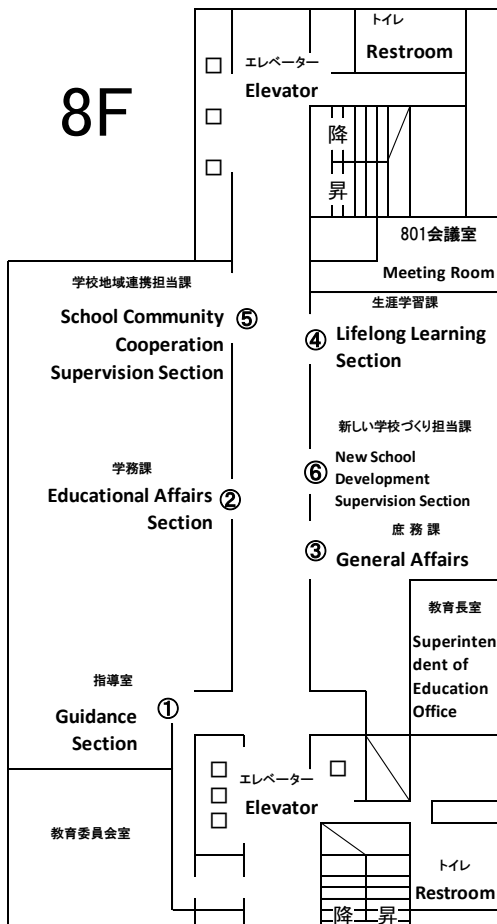 8F
トイレ
Restroom
エレベーター
Elevator
降
昇
801会議室
Meeting Room
学校地域連携担当課
School Community
Cooperation
Supervision Section
⑤
生涯学習課
④
Lifelong Learning
Section
新しい学校づくり担当課
⑥
New School
Development
Supervision Section
学務課
Educational Affairs
Section
②
庶務課
③
General Affairs
教育長室
Superinten
dent of
Education
Office
指導室
①
Guidance
Section
エレベーター
Elevator
教育委員会室
トイレ
Restroom
降 昇